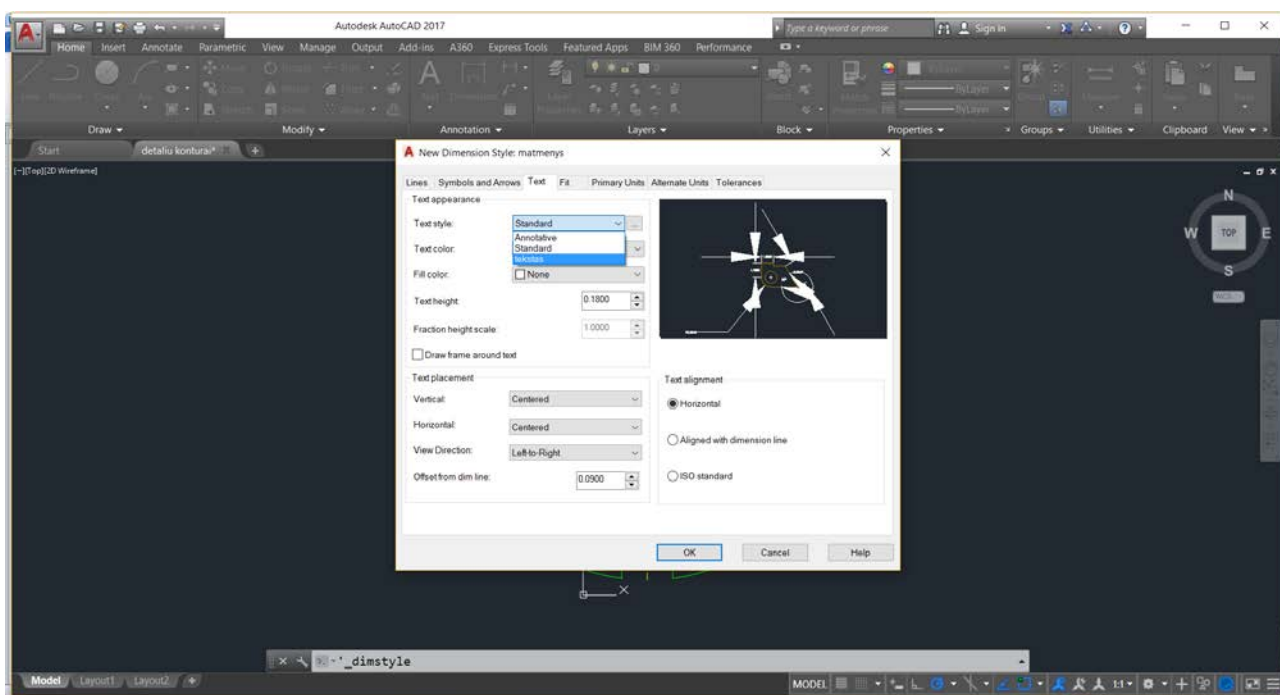 Autodesk AutoCAD 2017
Type a keyword or phrase
Sign In
Home Insert Annotate Parametric View Manage Output Add-ins A360 Express Tools Featured Apps BIM 360 Performance
Draw Modify Annotation Layers Block Properties Groups Utilities Clipboard View
Start detaliu konturai* +
[–][Top][2D Wireframe]
New Dimension Style: matmenys
Lines Symbols and Arrows Text Fit Primary Units Alternate Units Tolerances
Text appearance
Text style: Standard
Annotative
Standard
tekstas
Text color:
Fill color: None
Text height: 0.1800
Fraction height scale: 1.0000
Draw frame around text
Text placement
Vertical: Centered
Horizontal: Centered
View Direction: Left-to-Right
Offset from dim line: 0.0900
Text alignment
Horizontal
Aligned with dimension line
ISO standard
OK Cancel Help
N
W TOP E
S
X
'_dimstyle
Model Layout1 Layout2 +
MODEL 1:1